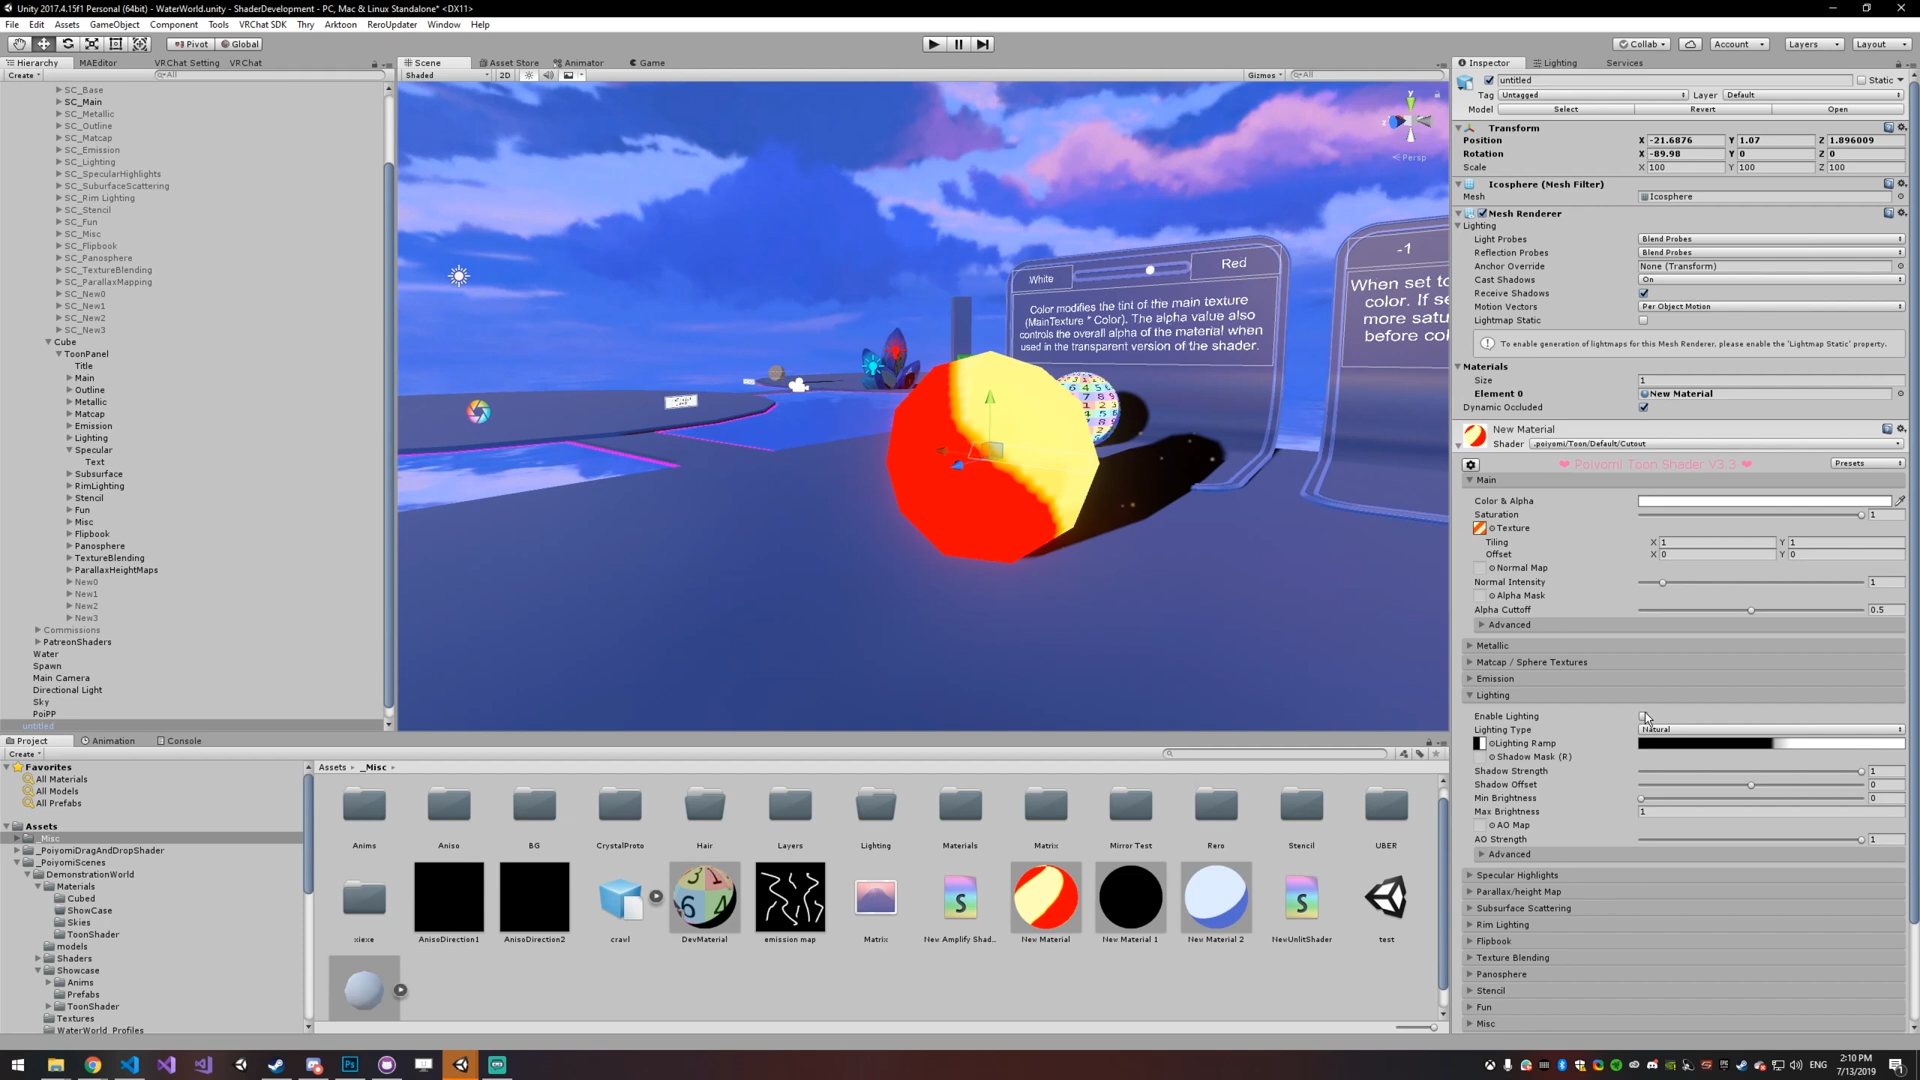 Unity 2017.4.15f1 Personal (64bit) - WaterWorld.unity - ShaderDevelopment - PC, Mac & Linux Standalone* <DX11>
File Edit Assets GameObject Component Tools VRChat SDK Thry Arktoon ReroUpdater Window Help
Pivot Global Collab Account Layers Layout
Hierarchy MAEditor VRChat Setting VRChat
Create All
SC_Base
SC_Main
SC_Metallic
SC_Outline
SC_Matcap
SC_Emission
SC_Lighting
SC_SpecularHighlights
SC_SuburfaceScattering
SC_Rim Lighting
SC_Stencil
SC_Fun
SC_Misc
SC_Flipbook
SC_Panosphere
SC_TextureBlending
SC_ParallaxMapping
SC_New0
SC_New1
SC_New2
SC_New3
Cube
ToonPanel
Title
Main
Outline
Metallic
Matcap
Emission
Lighting
Specular
Text
Subsurface
RimLighting
Stencil
Fun
Misc
Flipbook
Panosphere
TextureBlending
ParallaxHeightMaps
New0
New1
New2
New3
Commissions
PatreonShaders
Water
Spawn
Main Camera
Directional Light
Sky
PoiPP
untitled
Scene Asset Store Animator Game
Shaded 2D Gizmos All
y
z
Persp
White Red
Color modifies the tint of the main texture
(MainTexture * Color). The alpha value also
controls the overall alpha of the material when
used in the transparent version of the shader.
-1
When set to
color. If se
more satu
before co
Inspector Lighting Services
untitled Static
Tag Untagged Layer Default
Model Select Revert Open
Transform
Position X -21.6876 Y 1.07 Z 1.896009
Rotation X -89.98 Y 0 Z 0
Scale X 100 Y 100 Z 100
Icosphere (Mesh Filter)
Mesh Icosphere
Mesh Renderer
Lighting
Light Probes Blend Probes
Reflection Probes Blend Probes
Anchor Override None (Transform)
Cast Shadows On
Receive Shadows
Motion Vectors Per Object Motion
Lightmap Static
To enable generation of lightmaps for this Mesh Renderer, please enable the 'Lightmap Static' property.
Materials
Size 1
Element 0 New Material
Dynamic Occluded
New Material
Shader .poiyomi/Toon/Default/Cutout
❤ Poiyomi Toon Shader V3.3 ❤ Presets
Main
Color & Alpha
Saturation 1
Texture
Tiling X 1 Y 1
Offset X 0 Y 0
Normal Map
Normal Intensity 1
Alpha Mask
Alpha Cuttoff 0.5
Advanced
Metallic
Matcap / Sphere Textures
Emission
Lighting
Enable Lighting
Lighting Type Natural
Lighting Ramp
Shadow Mask (R)
Shadow Strength 1
Shadow Offset 0
Min Brightness 0
Max Brightness 1
AO Map
AO Strength 1
Advanced
Specular Highlights
Parallax/height Map
Subsurface Scattering
Rim Lighting
Flipbook
Texture Blending
Panosphere
Stencil
Fun
Misc
Project Animation Console
Create
Favorites
All Materials
All Models
All Prefabs
Assets
_Misc
_PoiyomiDragAndDropShader
_PoiyomiScenes
DemonstrationWorld
Materials
Cubed
ShowCase
Skies
ToonShader
models
Shaders
Showcase
Anims
Prefabs
ToonShader
Textures
WaterWorld_Profiles
Assets _Misc
Anims Aniso BG CrystalProto Hair Layers Lighting Materials Matrix Mirror Test Rero Stencil UBER
xiexe AnisoDirection1 AnisoDirection2 crawl DevMaterial emission map Matrix New Amplify Shad... New Material New Material 1 New Material 2 NewUnlitShader test
ENG 2:10 PM
7/13/2019